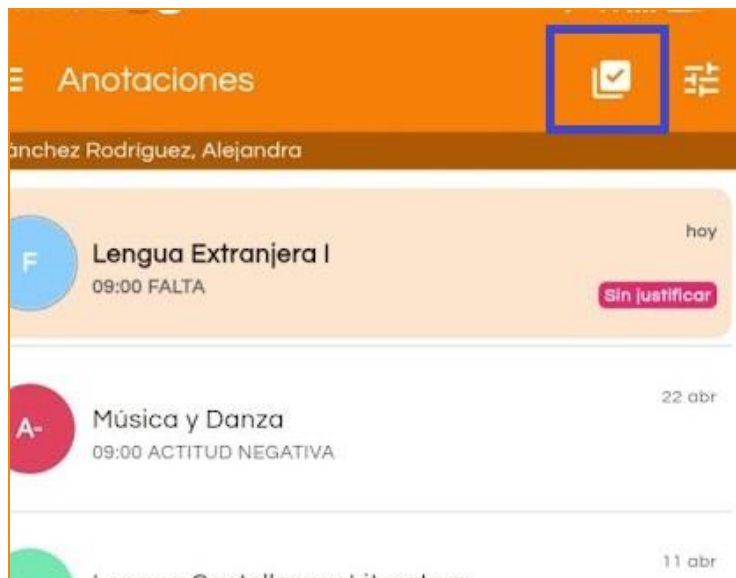 Anotaciones
ánchez Rodríguez, Alejandra
hoy
F
Lengua Extranjera I
09:00 FALTA
Sin justificar
22 abr
A-
Música y Danza
09:00 ACTITUD NEGATIVA
11 abr